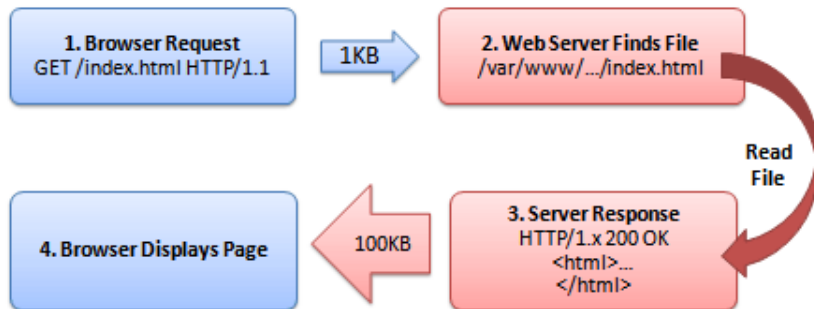 1. Browser Request
GET /index.html HTTP/1.1
1KB
2. Web Server Finds File
/var/www/.../index.html
Read
File
3. Server Response
HTTP/1.x 200 OK
<html>...
</html>
100KB
4. Browser Displays Page